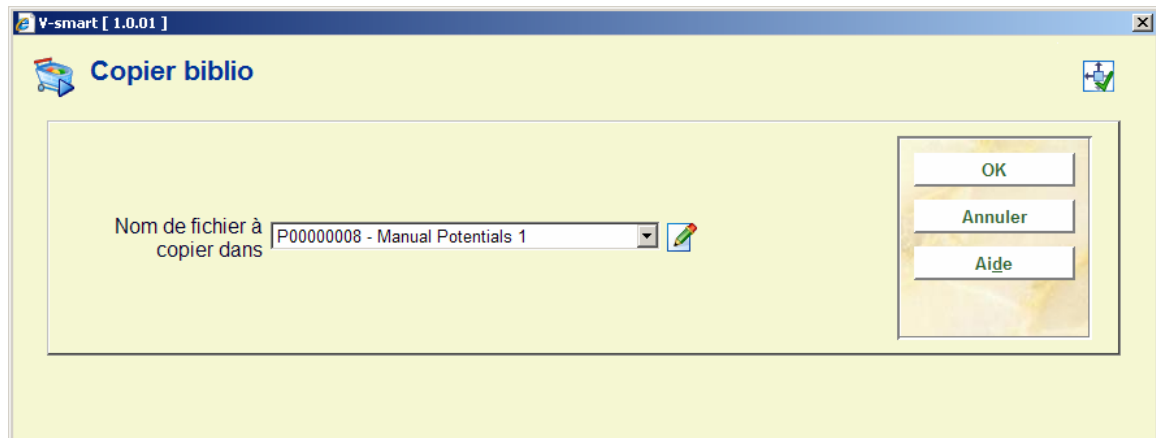 V-smart [ 1.0.01 ]
Copier biblio
OK
Nom de fichier à
copier dans
P00000008 - Manual Potentials 1
Annuler
Aide